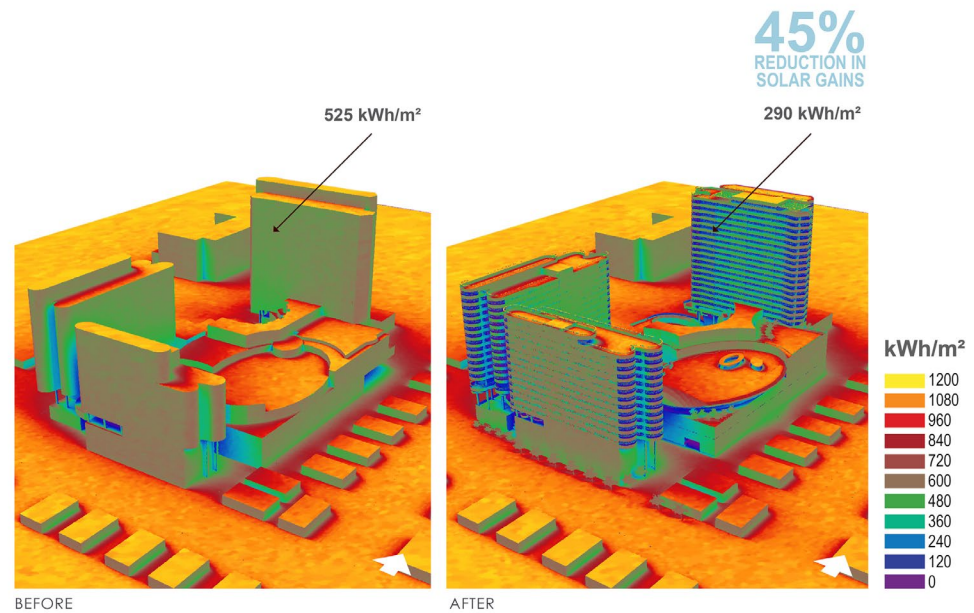 45%
REDUCTION IN
SOLAR GAINS
525 kWh/m²
290 kWh/m²
kWh/m²
1200
1080
960
840
720
600
480
360
240
120
0
BEFORE
AFTER